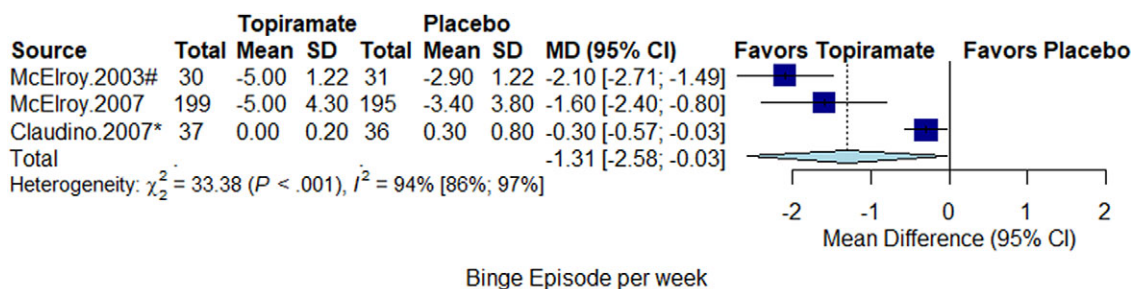 Topiramate Placebo
Source Total Mean SD Total Mean SD MD (95% CI) Favors Topiramate Favors Placebo
McElroy.2003# 30 -5.00 1.22 31 -2.90 1.22 -2.10 [-2.71; -1.49]
McElroy.2007 199 -5.00 4.30 195 -3.40 3.80 -1.60 [-2.40; -0.80]
Claudino.2007* 37 0.00 0.20 36 0.30 0.80 -0.30 [-0.57; -0.03]
Total . . -1.31 [-2.58; -0.03]
Heterogeneity: χ²₂ = 33.38 (P < .001), I² = 94% [86%; 97%]
-2 -1 0 1 2
Mean Difference (95% CI)
Binge Episode per week